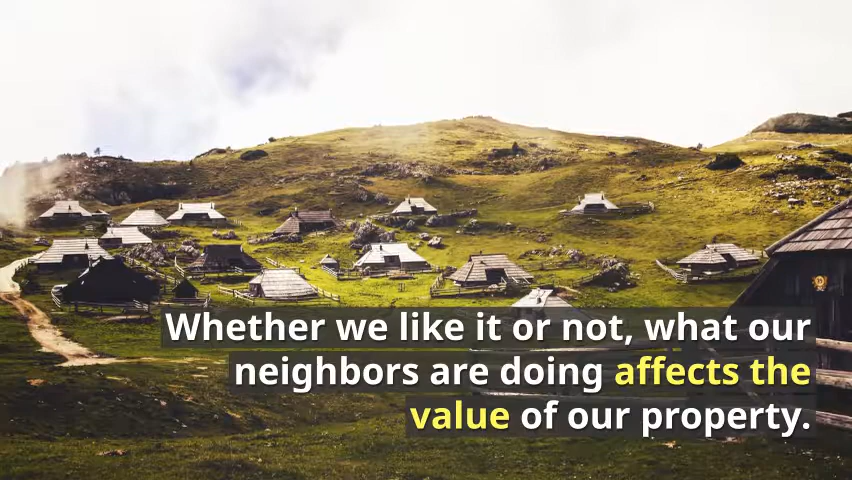 Whether we like it or not, what our
neighbors are doing affects the
value of our property.